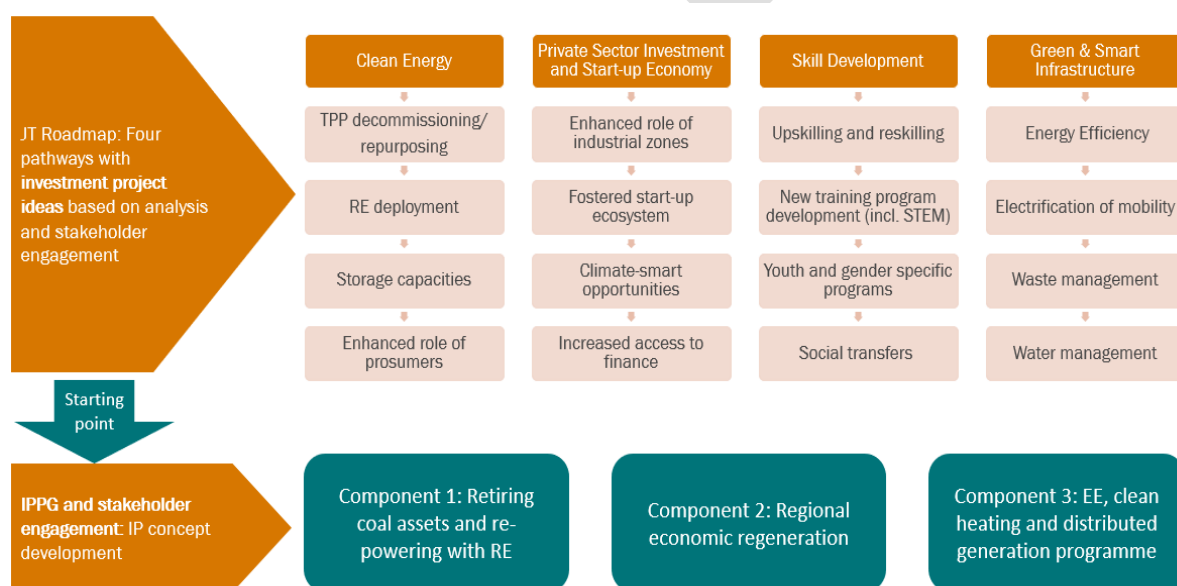 JT Roadmap: Four
pathways with
investment project
ideas based on analysis
and stakeholder
engagement
Clean Energy
TPP decommissioning/
repurposing
RE deployment
Storage capacities
Enhanced role of
prosumers
Private Sector Investment
and Start-up Economy
Enhanced role of
industrial zones
Fostered start-up
ecosystem
Climate-smart
opportunities
Increased access to
finance
Skill Development
Upskilling and reskilling
New training program
development (incl. STEM)
Youth and gender specific
programs
Social transfers
Green & Smart
Infrastructure
Energy Efficiency
Electrification of mobility
Waste management
Water management
Starting
point
IPPG and stakeholder
engagement: IP concept
development
Component 1: Retiring
coal assets and re-
powering with RE
Component 2: Regional
economic regeneration
Component 3: EE, clean
heating and distributed
generation programme